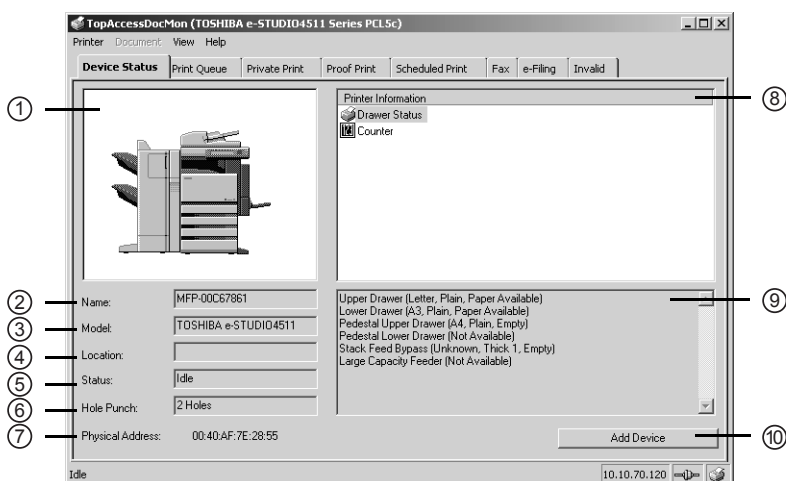 TopAccessDocMon (TOSHIBA e-STUDIO4511 Series PCL5c)
Printer Document View Help
Device Status Print Queue Private Print Proof Print Scheduled Print Fax e-Filing Invalid
1
Printer Information
8
Drawer Status
Counter
2
Name:
MFP-00C67861
3
Model:
TOSHIBA e-STUDIO4511
4
Location:
5
Status:
Idle
6
Hole Punch:
2 Holes
7
Physical Address:
00:40:AF:7E:28:55
Upper Drawer (Letter, Plain, Paper Available)
9
Lower Drawer (A3, Plain, Paper Available)
Pedestal Upper Drawer (A4, Plain, Empty)
Pedestal Lower Drawer (Not Available)
Stack Feed Bypass (Unknown, Thick 1, Empty)
Large Capacity Feeder (Not Available)
Add Device
10
Idle
10.10.70.120